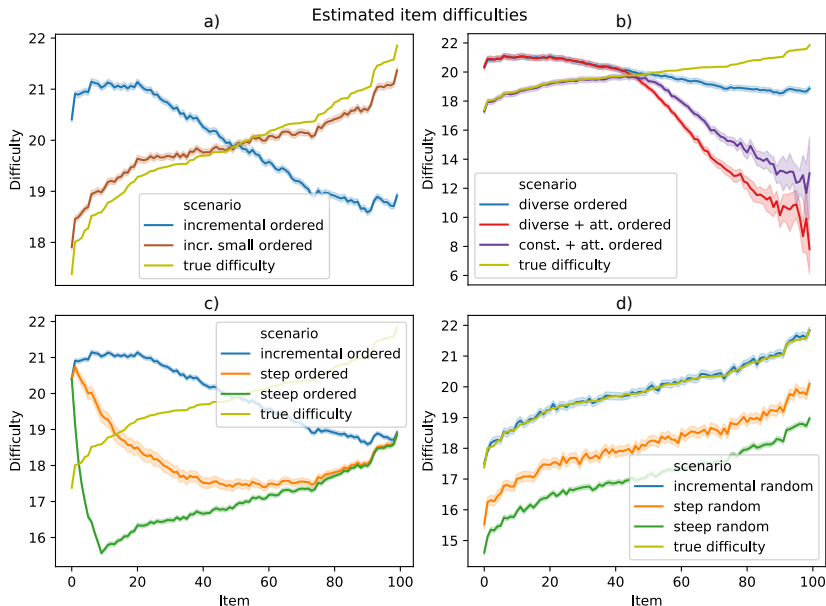 Estimated item difficulties
a)
22
21
20
19
18
Difficulty
scenario
incremental ordered
incr. small ordered
true difficulty
b)
22
20
18
16
14
12
10
8
6
Difficulty
scenario
diverse ordered
diverse + att. ordered
const. + att. ordered
true difficulty
c)
22
21
20
19
18
17
16
Difficulty
scenario
incremental ordered
step ordered
steep ordered
true difficulty
0 20 40 60 80 100
Item
d)
22
21
20
19
18
17
16
15
Difficulty
scenario
incremental random
step random
steep random
true difficulty
0 20 40 60 80 100
Item